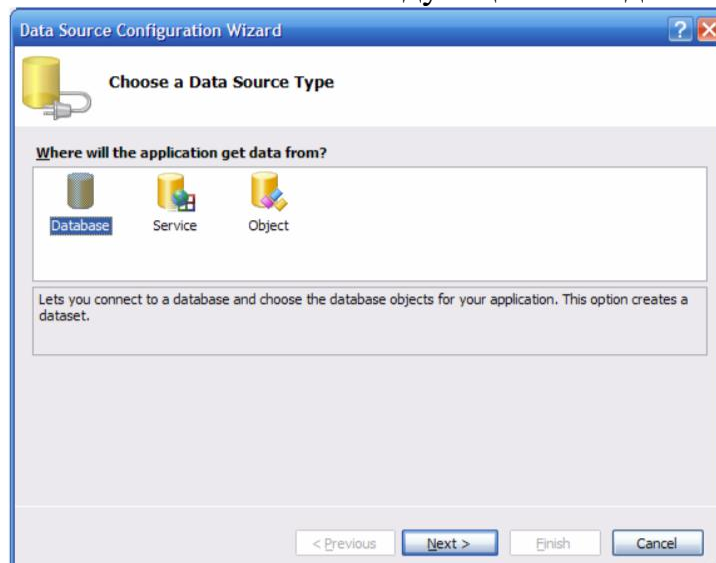 Data Source Configuration Wizard
Choose a Data Source Type
Where will the application get data from?
Database Service Object
Lets you connect to a database and choose the database objects for your application. This option creates a
dataset.
< Previous Next > Finish Cancel